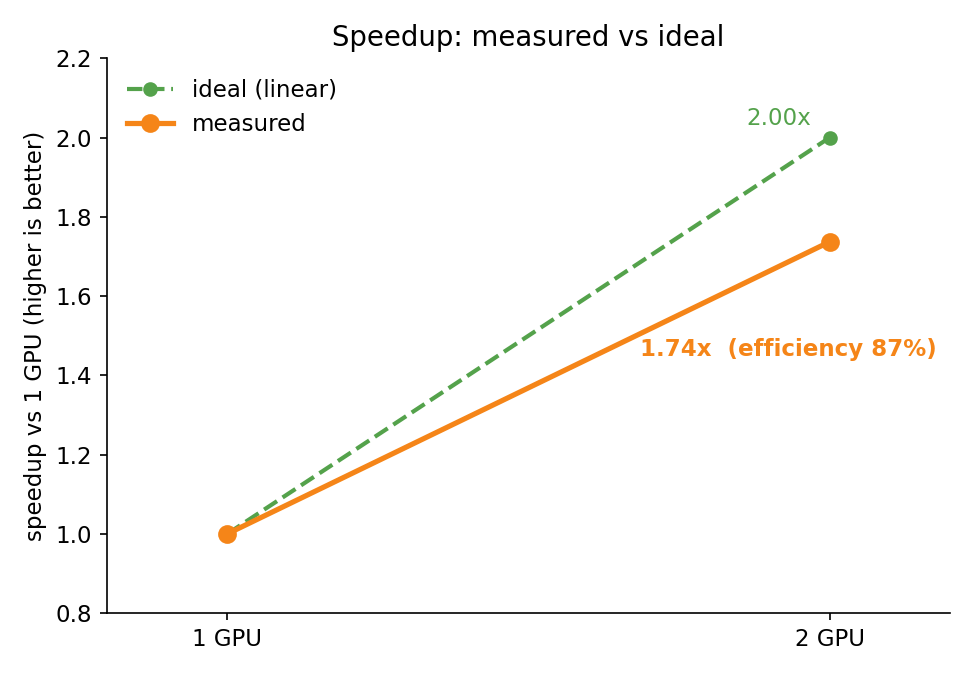 Speedup: measured vs ideal
ideal (linear)
measured
speedup vs 1 GPU (higher is better)
2.2
2.0
1.8
1.6
1.4
1.2
1.0
0.8
2.00x
1.74x (efficiency 87%)
1 GPU
2 GPU